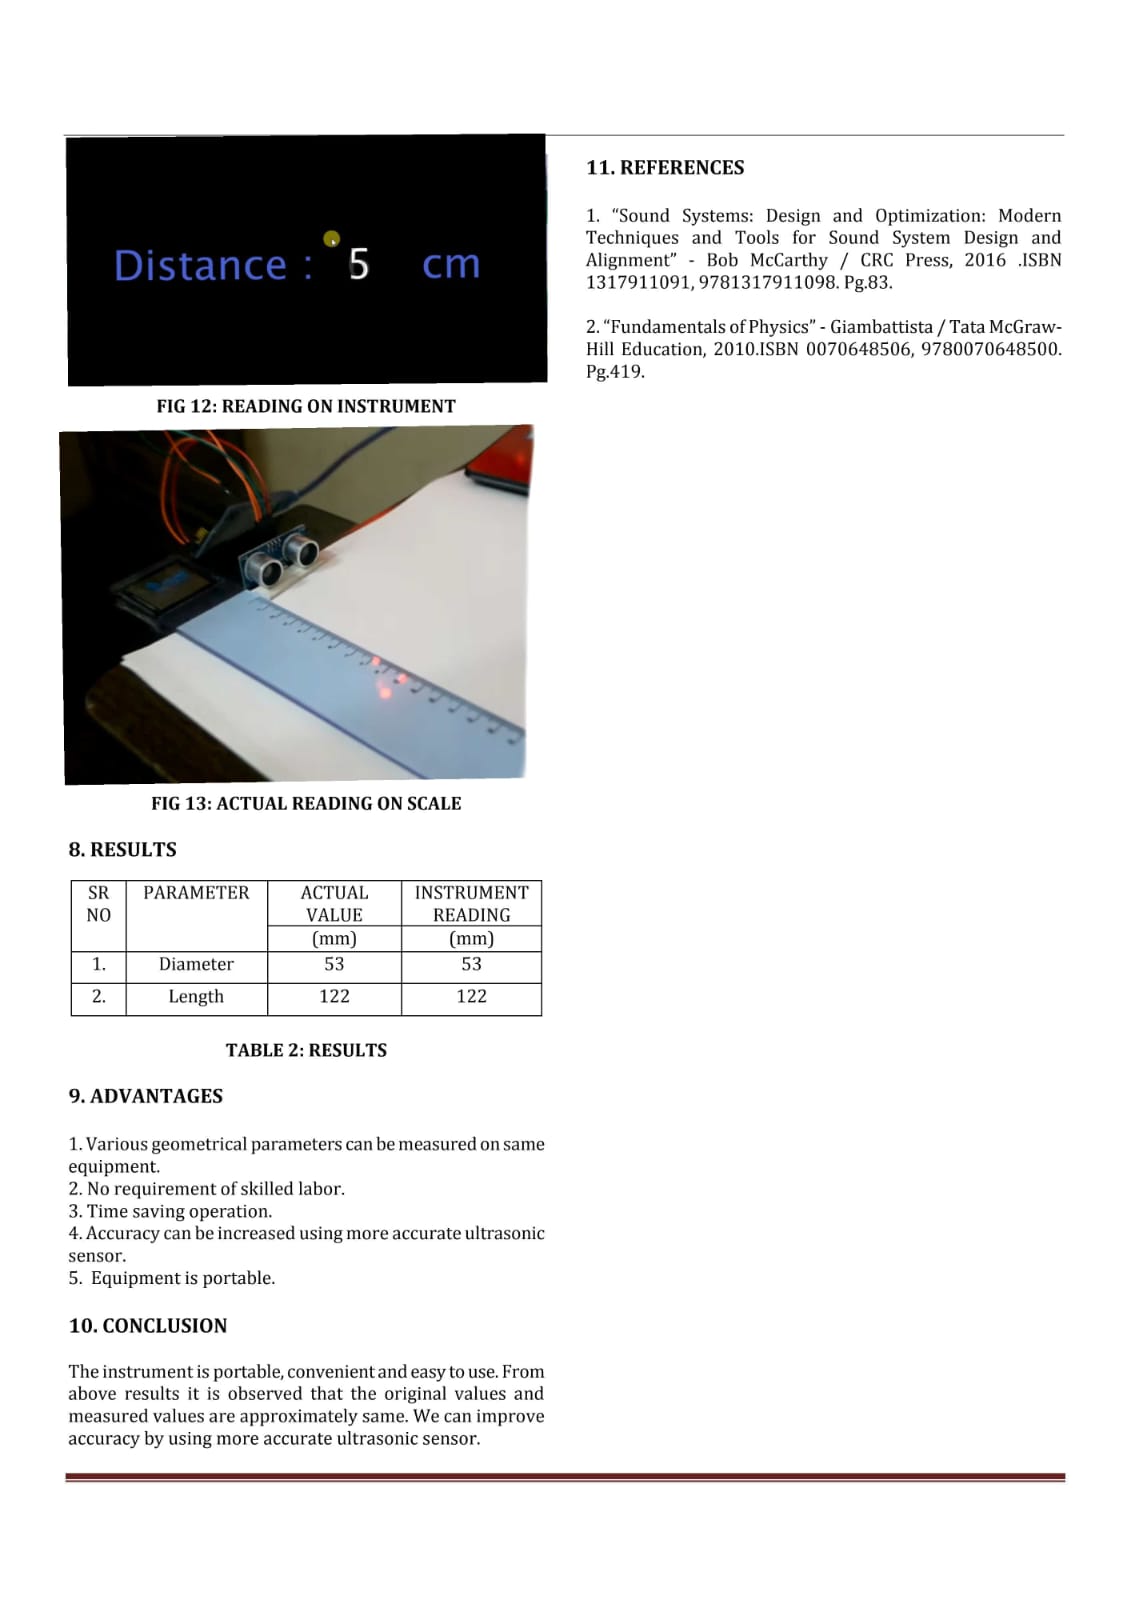 Distance : 5 cm
FIG 12: READING ON INSTRUMENT
FIG 13: ACTUAL READING ON SCALE
8. RESULTS
SR NO PARAMETER ACTUAL VALUE INSTRUMENT READING
(mm) (mm)
1. Diameter 53 53
2. Length 122 122
TABLE 2: RESULTS
9. ADVANTAGES
1. Various geometrical parameters can be measured on same
equipment.
2. No requirement of skilled labor.
3. Time saving operation.
4. Accuracy can be increased using more accurate ultrasonic
sensor.
5. Equipment is portable.
10. CONCLUSION
The instrument is portable, convenient and easy to use. From
above results it is observed that the original values and
measured values are approximately same. We can improve
accuracy by using more accurate ultrasonic sensor.
11. REFERENCES
1. “Sound Systems: Design and Optimization: Modern
Techniques and Tools for Sound System Design and
Alignment” - Bob McCarthy / CRC Press, 2016 .ISBN
1317911091, 9781317911098. Pg.83.
2. “Fundamentals of Physics” - Giambattista / Tata McGraw-
Hill Education, 2010.ISBN 0070648506, 9780070648500.
Pg.419.